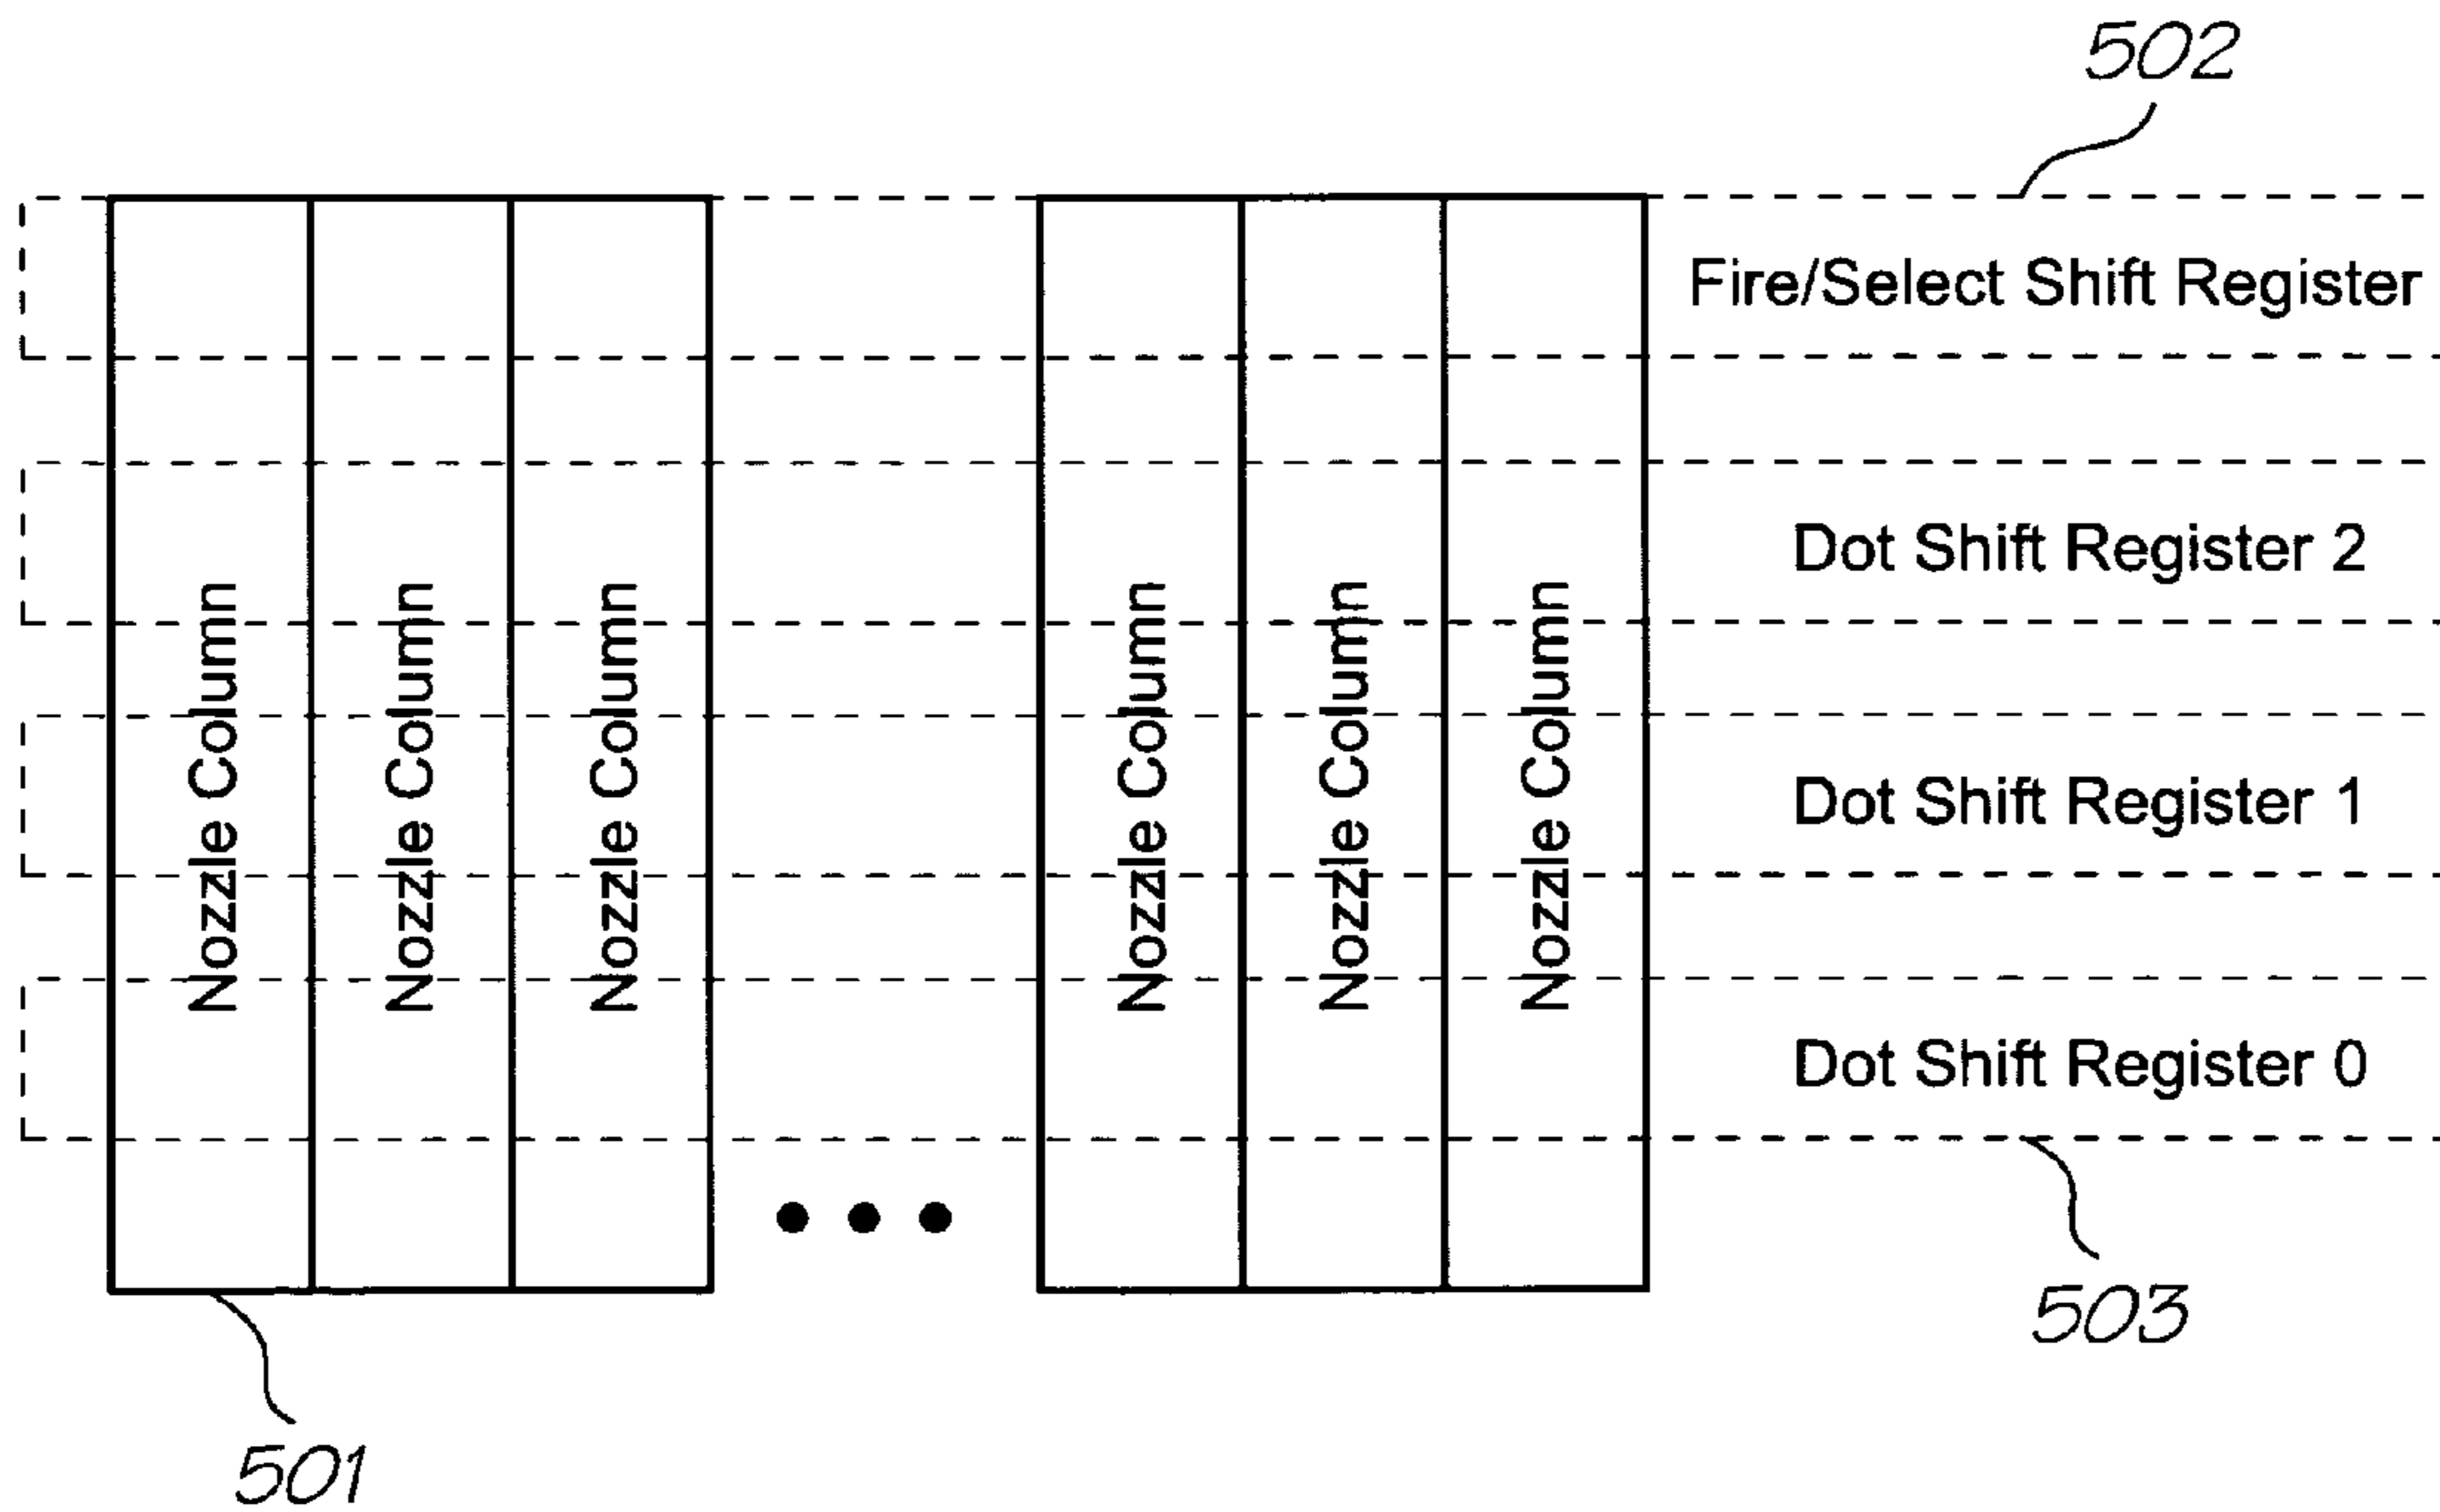 502
Fire/Select Shift Register
Dot Shift Register 2
Nozzle Column
Nozzle Column
Nozzle Column
Nozzle Column
Nozzle Column
Nozzle Column
Dot Shift Register 1
Dot Shift Register 0
503
501